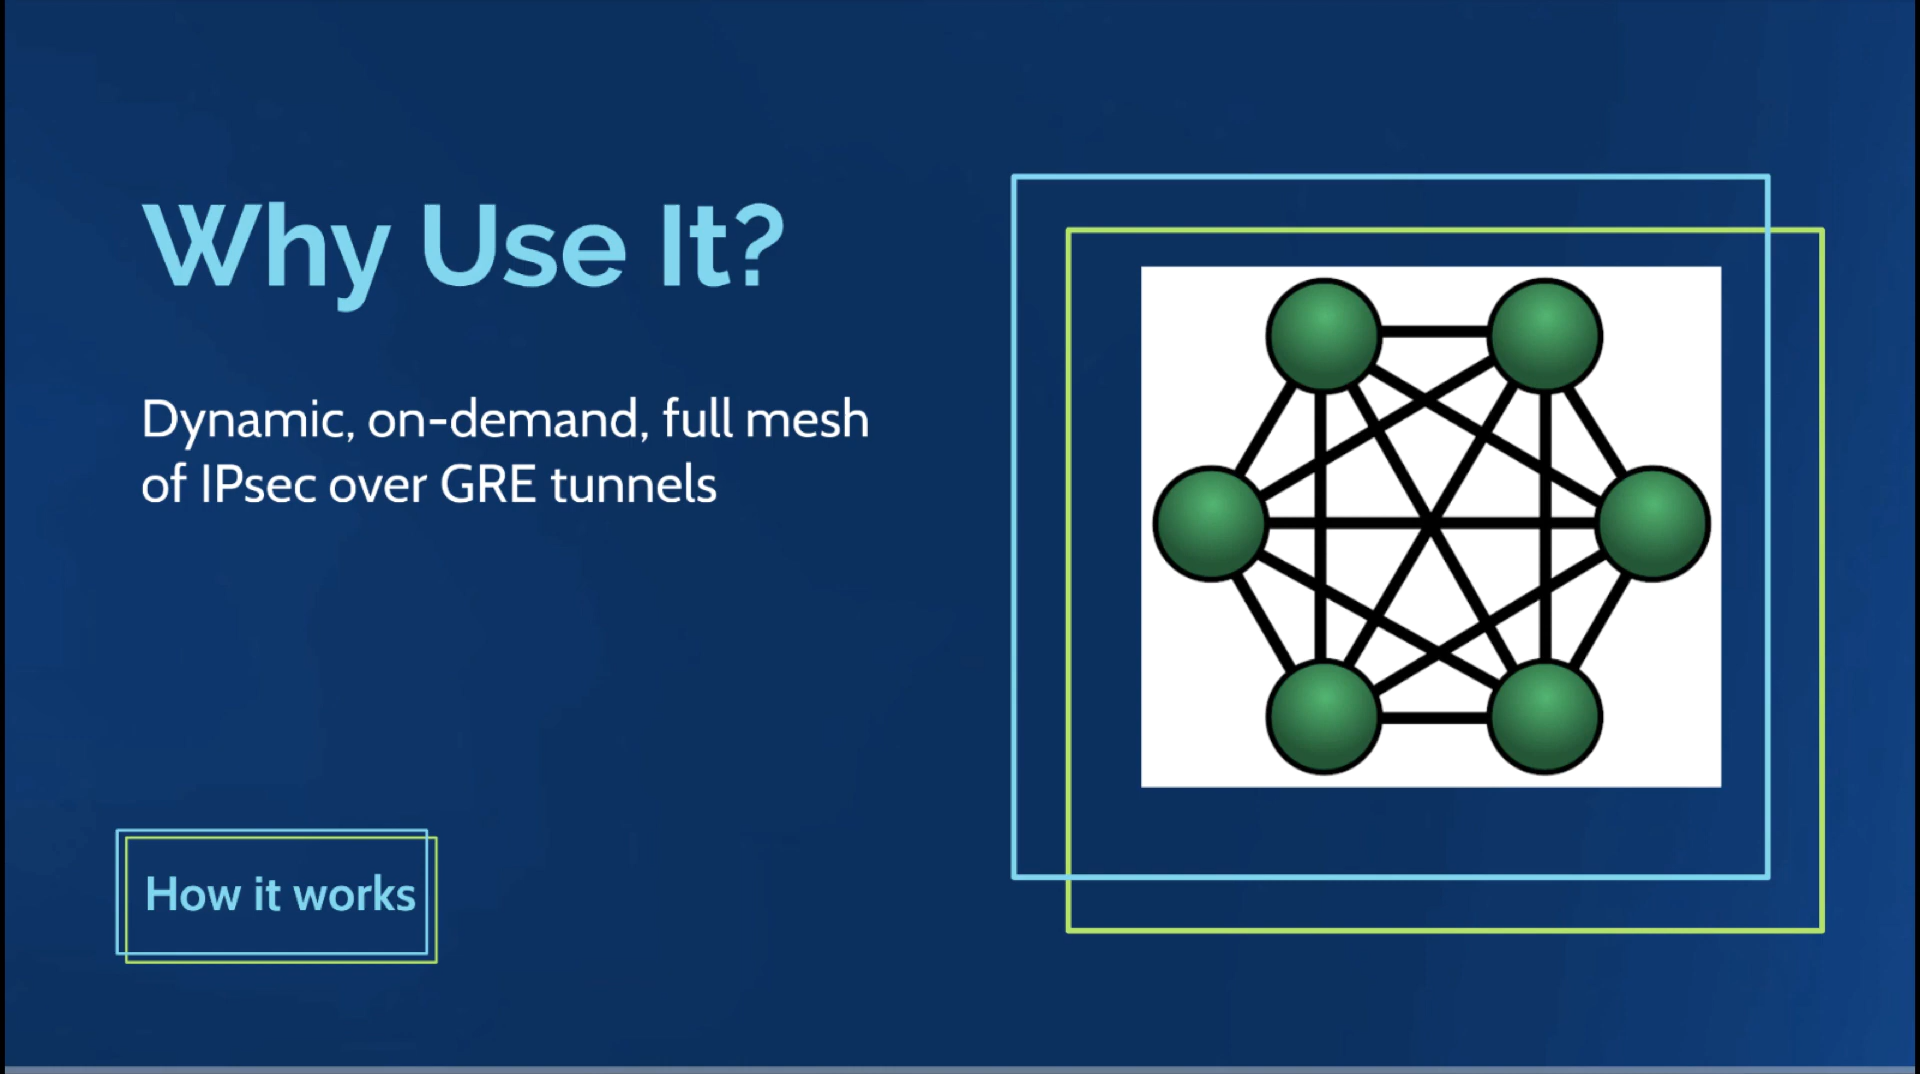 Why Use It?
Dynamic, on-demand, full mesh
of IPsec over GRE tunnels
How it works